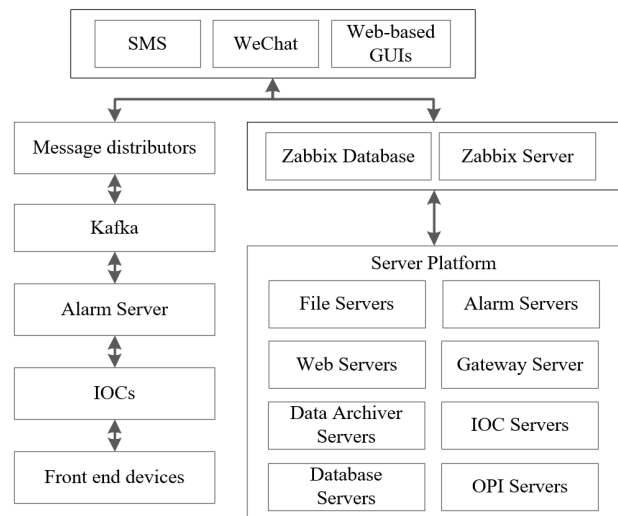 SMS
WeChat
Web-based
GUIs
Message distributors
Kafka
Alarm Server
IOCs
Front end devices
Zabbix Database
Zabbix Server
Server Platform
File Servers
Alarm Servers
Web Servers
Gateway Server
Data Archiver
Servers
IOC Servers
Database
Servers
OPI Servers